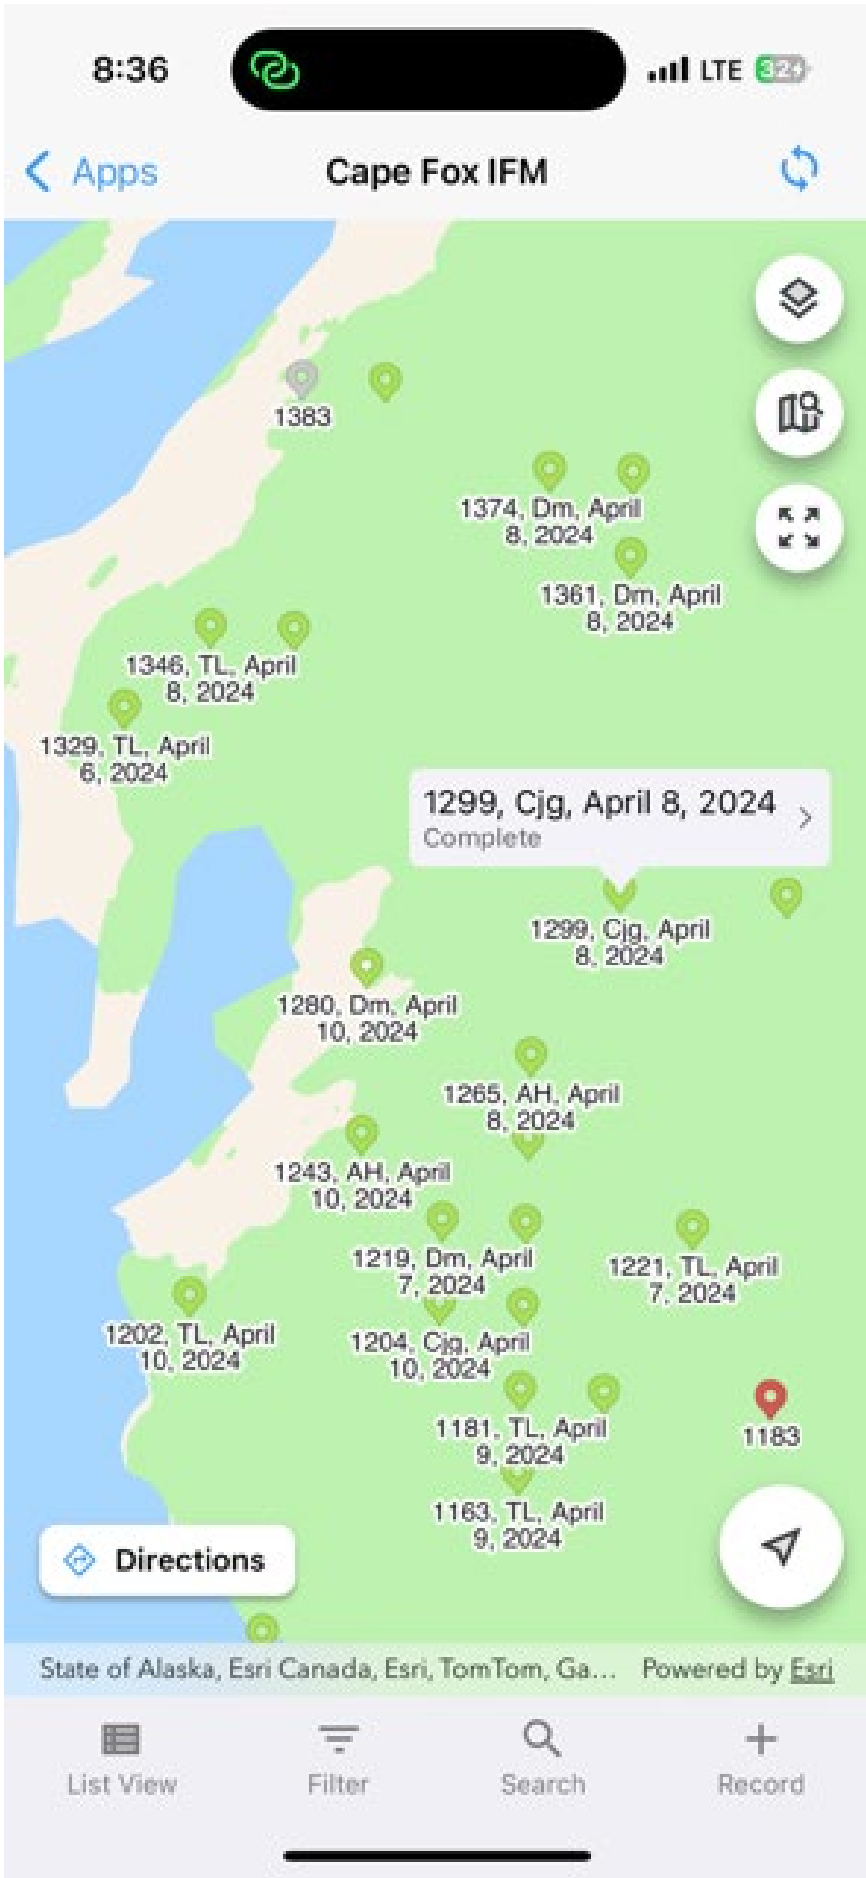 8:36
LTE 32
Apps
Cape Fox IFM
1383
1374, Dm, April
8, 2024
1361, Dm, April
8, 2024
1346, TL, April
8, 2024
1329, TL, April
6, 2024
1299, Cjg, April 8, 2024
Complete
1299, Cjg, April
8, 2024
1280, Dm, April
10, 2024
1265, AH, April
8, 2024
1243, AH, April
10, 2024
1219, Dm, April
7, 2024
1221, TL, April
7, 2024
1202, TL, April
10, 2024
1204, Cjg, April
10, 2024
1181, TL, April
9, 2024
1183
1163, TL, April
9, 2024
Directions
State of Alaska, Esri Canada, Esri, TomTom, Ga... Powered by Esri
List View
Filter
Search
Record